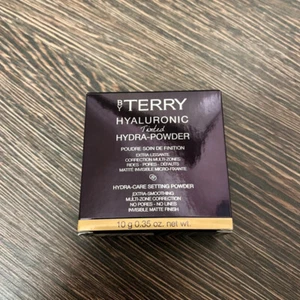 BY TERRY
HYALURONIC
Tinted
HYDRA-POWDER
POUDRE SOIN DE FINITION
EXTRA-LISSANTE
CORRECTION MULTI-ZONES
RIDES - PORES - DÉFAUTS
MATITÉ INVISIBLE MICRO-FIXANTE
HYDRA-CARE SETTING POWDER
EXTRA-SMOOTHING
MULTI-ZONE CORRECTION
NO PORES - NO LINES
INVISIBLE MATTE FINISH
10 g 0.35 oz. net wt.